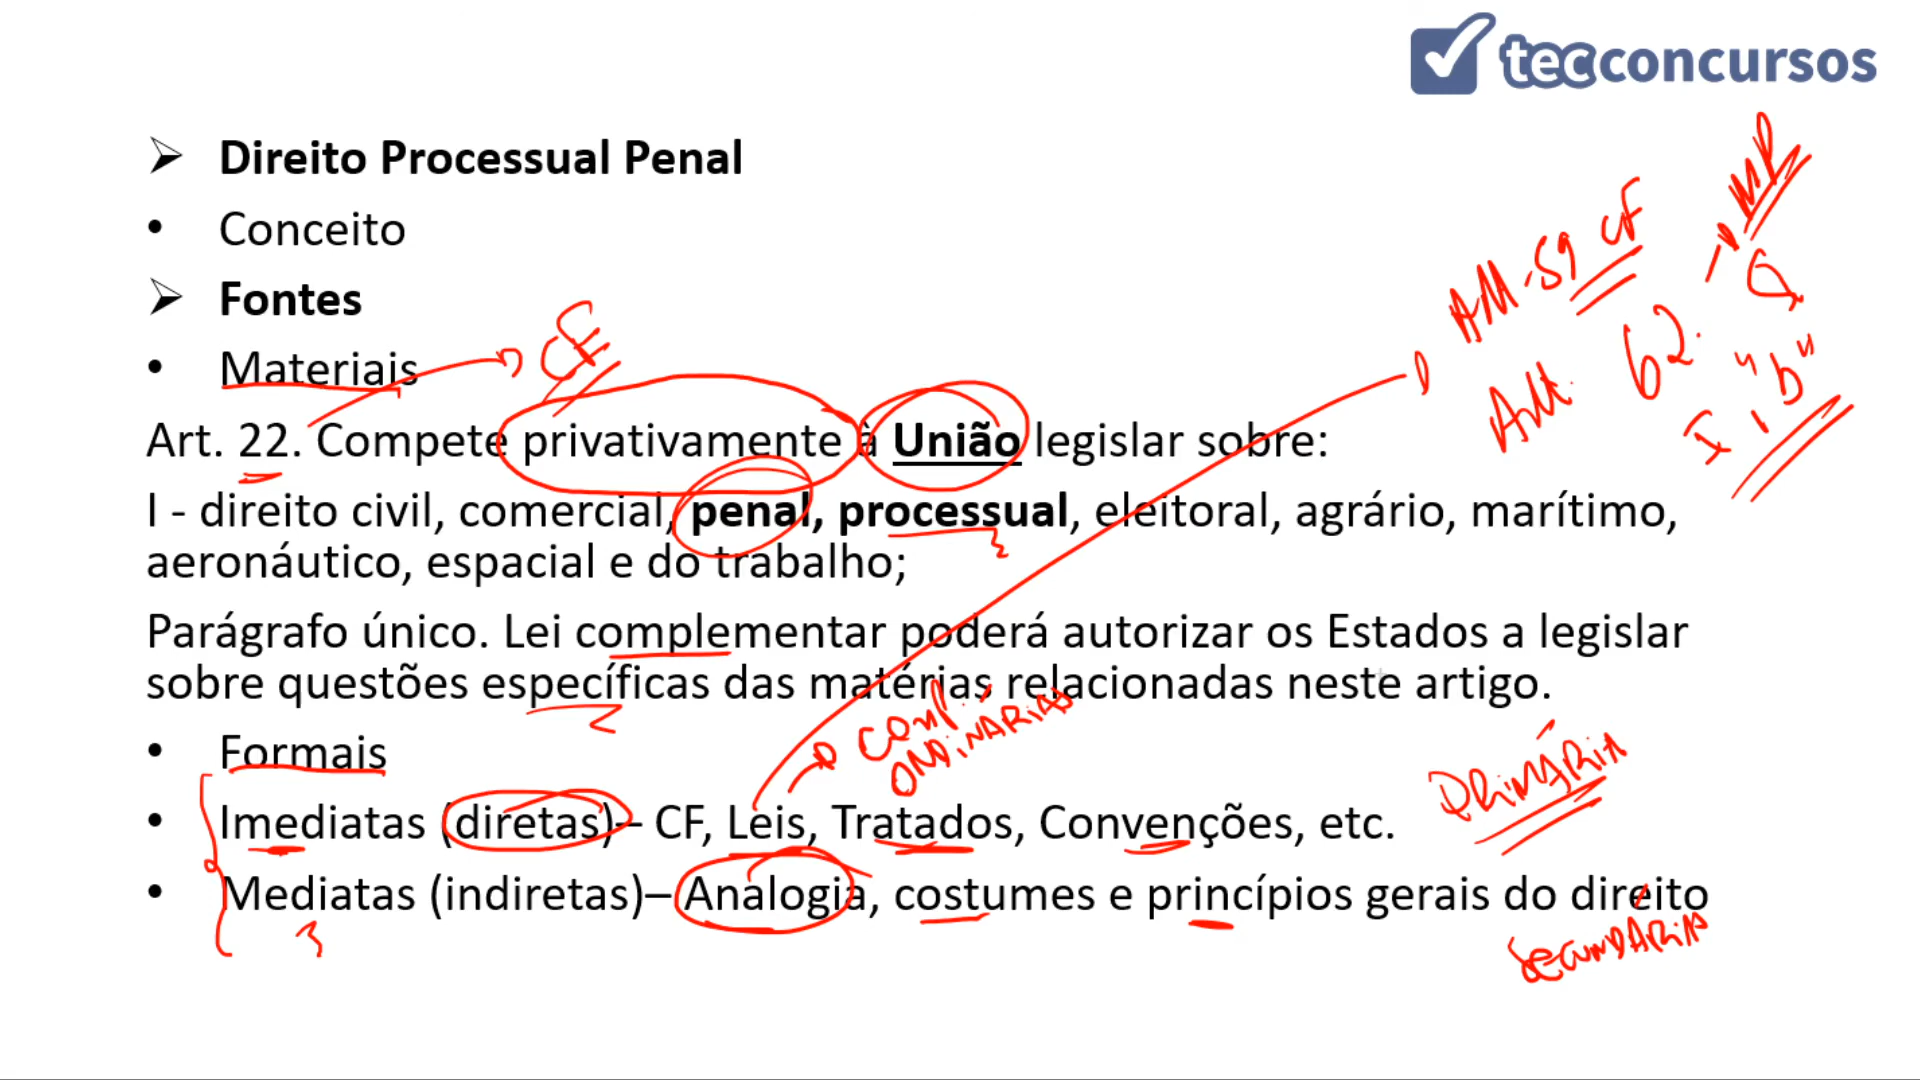 tecconcursos
Direito Processual Penal
Conceito
Fontes
Materiais
CF
Art. 22. Compete privativamente à União legislar sobre:
I - direito civil, comercial, penal, processual, eleitoral, agrário, marítimo,
aeronáutico, espacial e do trabalho;
Parágrafo único. Lei complementar poderá autorizar os Estados a legislar
sobre questões específicas das matérias relacionadas neste artigo.
Formais
Imediatas (diretas)– CF, Leis, Tratados, Convenções, etc.
Mediatas (indiretas)– Analogia, costumes e princípios gerais do direito
MP
Art. 59 CF
Art. 62.
I, "b"
Compl.
ORDINÁRIAS
PRIMÁRIA
SECUNDÁRIA